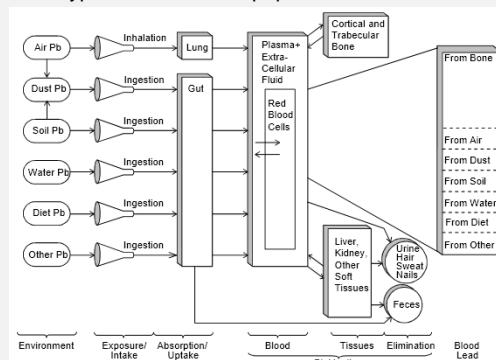 Air Pb
Dust Pb
Soil Pb
Water Pb
Diet Pb
Other Pb
Inhalation
Ingestion
Ingestion
Ingestion
Ingestion
Ingestion
Lung
Gut
Plasma+
Extra-
Cellular
Fluid
Red
Blood
Cells
Cortical and
Trabecular
Bone
Liver,
Kidney,
Other
Soft
Tissues
Urine
Hair
Sweat
Nails
Feces
From Bone
From Air
From Dust
From Soil
From Water
From Diet
From Other
Environment
Exposure/
Intake
Absorption/
Uptake
Blood
Tissues
Elimination
Blood
Lead